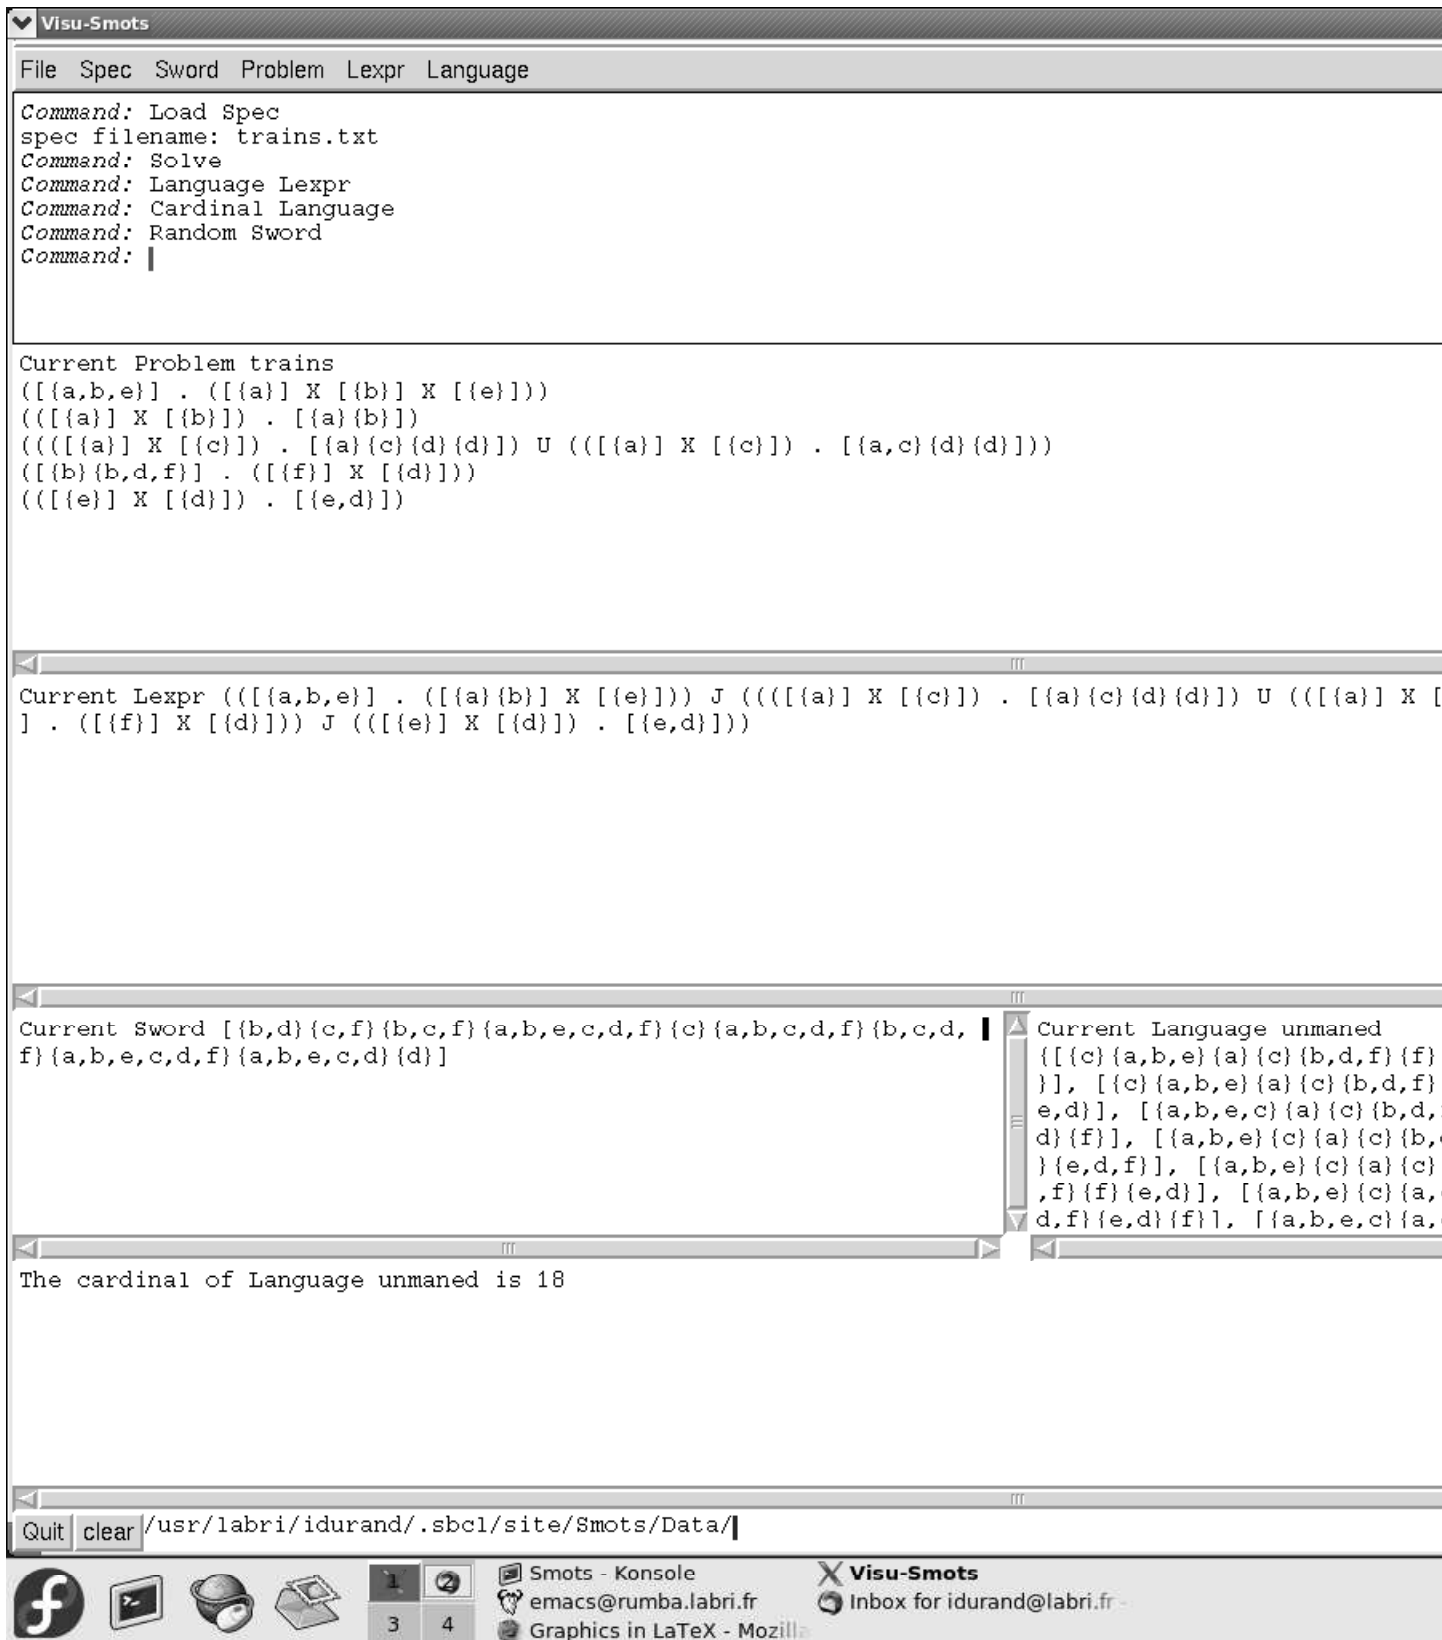 Visu-Smots
File Spec Sword Problem Lexpr Language
Command: Load Spec
spec filename: trains.txt
Command: Solve
Command: Language Lexpr
Command: Cardinal Language
Command: Random Sword
Command:
Current Problem trains
([{a,b,e}] . ([{a}] X [{b}] X [{e}]))
(([{a}] X [{b}]) . [{a}{b}])
((([{a}] X [{c}]) . [{a}{c}{d}{d}]) U (([{a}] X [{c}]) . [{a,c}{d}{d}]))
([{b}{b,d,f}] . ([{f}] X [{d}]))
(([{e}] X [{d}]) . [{e,d}])
Current Lexpr (([{a,b,e}] . ([{a}{b}] X [{e}])) J ((([{a}] X [{c}]) . [{a}{c}{d}{d}]) U (([{a}] X [
] . ([{f}] X [{d}])) J (([{e}] X [{d}]) . [{e,d}]))
Current Sword [{b,d}{c,f}{b,c,f}{a,b,e,c,d,f}{c}{a,b,c,d,f}{b,c,d,
f}{a,b,e,c,d,f}{a,b,e,c,d}{d}]
Current Language unmaned
{[{c}{a,b,e}{a}{c}{b,d,f}{f}
}], [{c}{a,b,e}{a}{c}{b,d,f}
e,d}], [{a,b,e,c}{a}{c}{b,d,
d}{f}], [{a,b,e}{c}{a}{c}{b,
}{e,d,f}], [{a,b,e}{c}{a}{c}
,f}{f}{e,d}], [{a,b,e}{c}{a,
d,f}{e,d}{f}], [{a,b,e,c}{a,
The cardinal of Language unmaned is 18
Quit clear /usr/labri/idurand/.sbcl/site/Smots/Data/
1 2
3 4
Smots - Konsole
emacs@rumba.labri.fr
Graphics in LaTeX - Mozilla
Visu-Smots
Inbox for idurand@labri.fr -